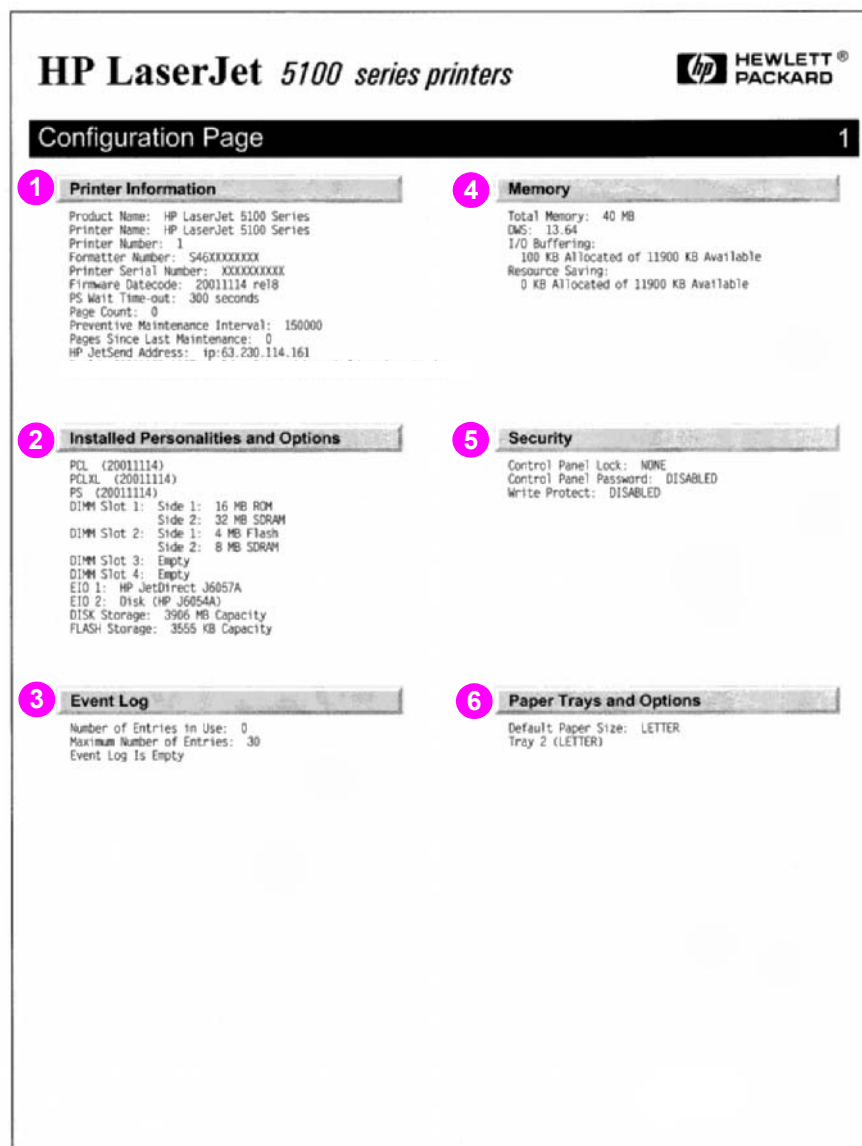 HP LaserJet 5100 series printers
hp HEWLETT® PACKARD
Configuration Page 1
1 Printer Information
Product Name: HP LaserJet 5100 Series
Printer Name: HP LaserJet 5100 Series
Printer Number: 1
Formatter Number: S46XXXXXXXX
Printer Serial Number: XXXXXXXXXX
Firmware Datecode: 20011114 rel8
PS Wait Time-out: 300 seconds
Page Count: 0
Preventive Maintenance Interval: 150000
Pages Since Last Maintenance: 0
HP JetSend Address: ip:63.230.114.161
2 Installed Personalities and Options
PCL (20011114)
PCLXL (20011114)
PS (20011114)
DIMM Slot 1: Side 1: 16 MB ROM
Side 2: 32 MB SDRAM
DIMM Slot 2: Side 1: 4 MB Flash
Side 2: 8 MB SDRAM
DIMM Slot 3: Empty
DIMM Slot 4: Empty
EIO 1: HP JetDirect J6057A
EIO 2: Disk (HP J6054A)
DISK Storage: 3906 MB Capacity
FLASH Storage: 3555 KB Capacity
3 Event Log
Number of Entries in Use: 0
Maximum Number of Entries: 30
Event Log Is Empty
4 Memory
Total Memory: 40 MB
DWS: 13.64
I/O Buffering:
100 KB Allocated of 11900 KB Available
Resource Saving:
0 KB Allocated of 11900 KB Available
5 Security
Control Panel Lock: NONE
Control Panel Password: DISABLED
Write Protect: DISABLED
6 Paper Trays and Options
Default Paper Size: LETTER
Tray 2 (LETTER)